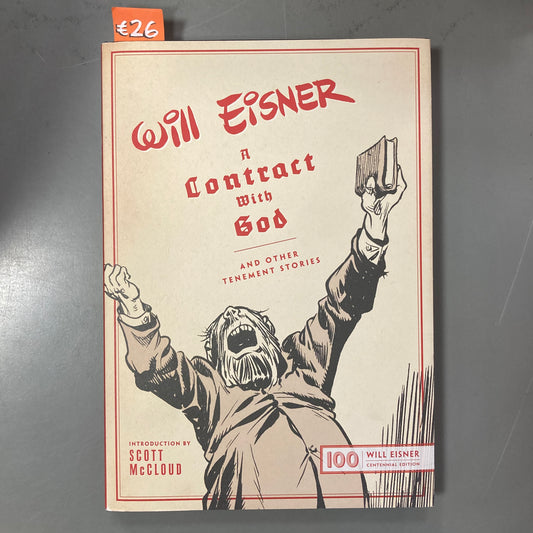 €26
Will EisNER
A
Contract
With
God
AND OTHER
TENEMENT STORIES
INTRODUCTION BY
SCOTT
McCLOUD
100
WILL EISNER
CENTENNIAL EDITION